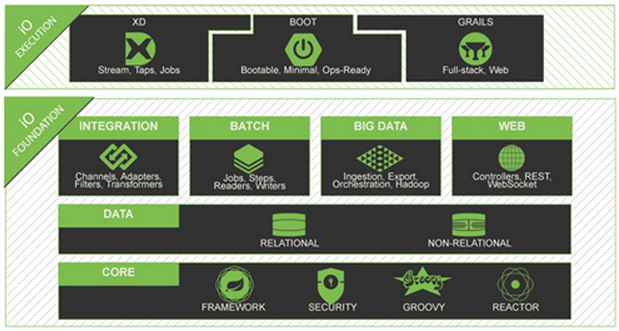 iO
EXECUTION
XD
Stream, Taps, Jobs
BOOT
Bootable, Minimal, Ops-Ready
GRAILS
Full-stack, Web
iO
FOUNDATION
INTEGRATION
Channels, Adapters,
Filters, Transformers
BATCH
Jobs, Steps,
Readers, Writers
BIG DATA
Ingestion, Export,
Orchestration, Hadoop
WEB
Controllers, REST,
WebSocket
DATA
RELATIONAL
NON-RELATIONAL
CORE
FRAMEWORK
SECURITY
Groovy
GROOVY
REACTOR